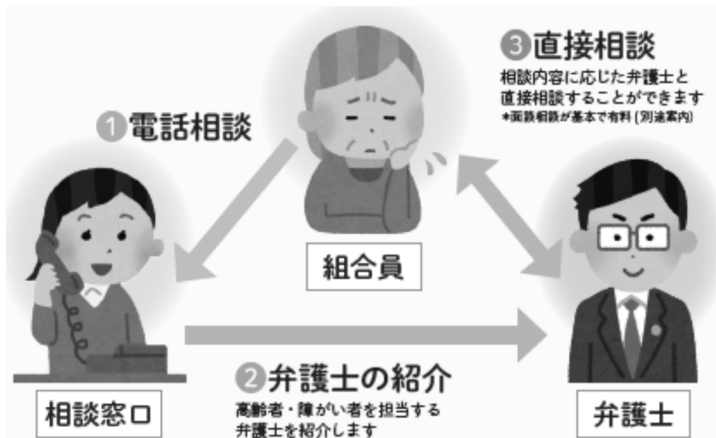 ①電話相談
組合員
③直接相談
相談内容に応じた弁護士と
直接相談することができます
*面談相談が基本で有料(別途案内)
相談窓口
②弁護士の紹介
高齢者・障がい者を担当する
弁護士を紹介します
弁護士